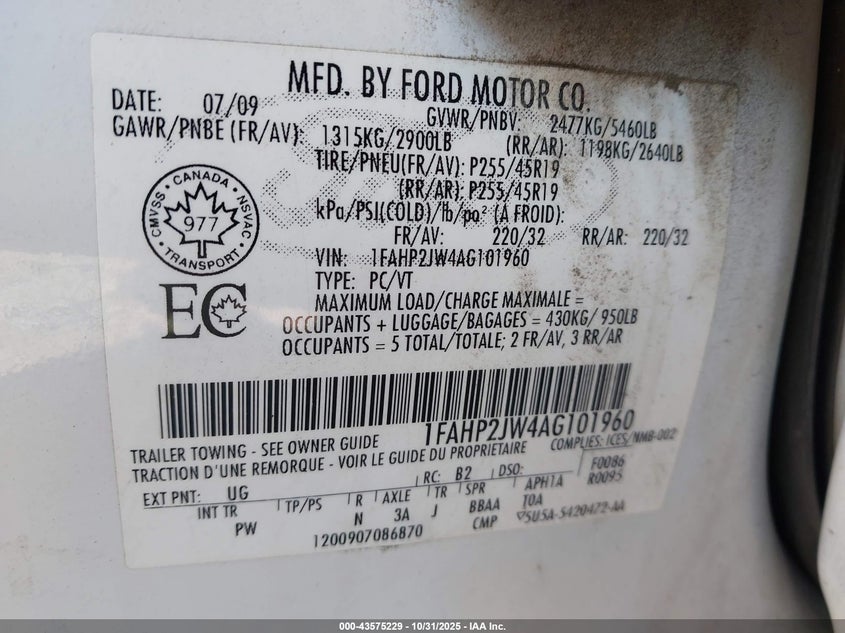 MFD. BY FORD MOTOR CO.
DATE: 07/09 GVWR/PNBV: 2477KG/5460LB
GAWR/PNBE (FR/AV): 1315KG/2900LB (RR/AR): 1198KG/2640LB
TIRE/PNEU(FR/AV): P255/45R19
(RR/AR): P255/45R19
kPa/PSI(COLD)/lb/po² (A FROID):
FR/AV: 220/32 RR/AR: 220/32
VIN: 1FAHP2JW4AG101960
TYPE: PC/VT
MAXIMUM LOAD/CHARGE MAXIMALE =
OCCUPANTS + LUGGAGE/BAGAGES = 430KG/ 950LB
OCCUPANTS = 5 TOTAL/TOTALE; 2 FR/AV, 3 RR/AR
CANADA
CMVSS 977 NSVAC
TRANSPORT
EC
1FAHP2JW4AG101960
TRAILER TOWING - SEE OWNER GUIDE COMPLIES: ICES/NMB-002
TRACTION D'UNE REMORQUE - VOIR LE GUIDE DU PROPRIETAIRE
EXT PNT: UG RC: B2 DSO: F0086
R0095
INT TR TP/PS R AXLE TR SPR APH1A
PW N 3A J BBAA T0A
CMP 5U5A-5420472-AA
1200907086870
000-43575229 - 10/31/2025 - IAA Inc.